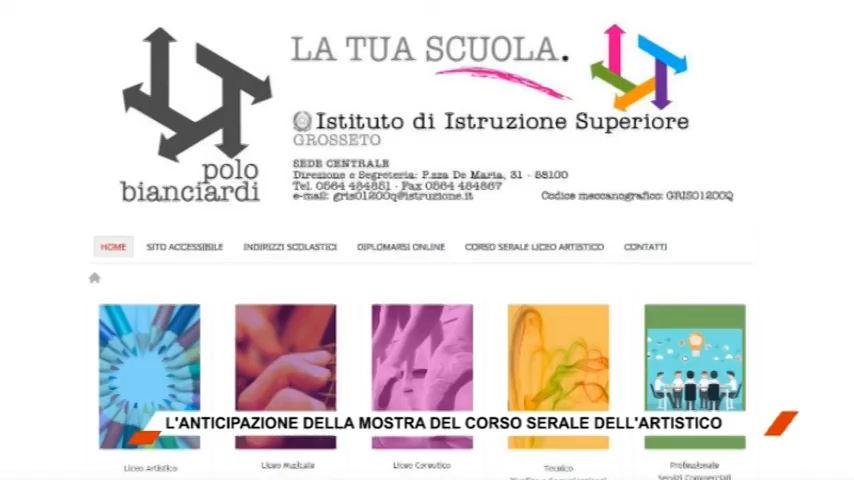 LA TUA SCUOLA.
polo
bianciardi
Istituto di Istruzione Superiore
GROSSETO
SEDE CENTRALE
Direzione e Segreteria: P.zza De Maria, 31 - 58100
Tel. 0564 484851 - Fax 0564 484867
e-mail: gris01200q@istruzione.it Codice meccanografico: GRIS01200Q
HOME SITO ACCESSIBILE INDIRIZZI SCOLASTICI DIPLOMARSI ONLINE CORSO SERALE LICEO ARTISTICO CONTATTI
L'ANTICIPAZIONE DELLA MOSTRA DEL CORSO SERALE DELL'ARTISTICO
Liceo Artistico Liceo Musicale Liceo Coreutico Tecnico Professionale
Servizi Commerciali